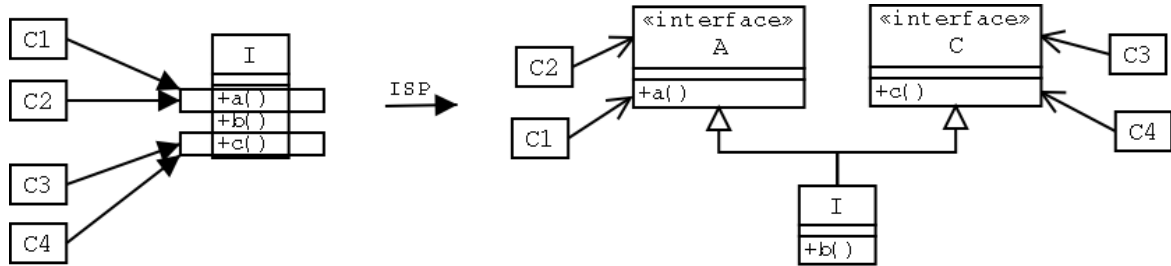 C1
C2
C3
C4
I
+a()
+b()
+c()
ISP
«interface»
A
+a()
C2
C1
«interface»
C
+c()
C3
C4
I
+b()